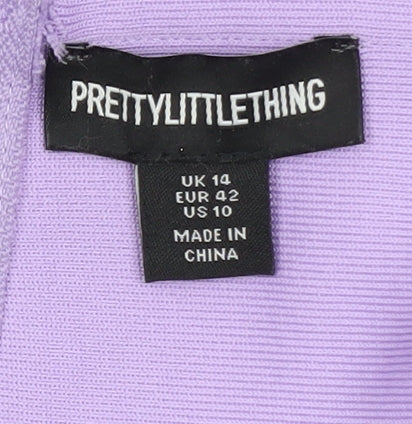 PRETTYLITTLETHING
UK 14
EUR 42
US 10
MADE IN
CHINA